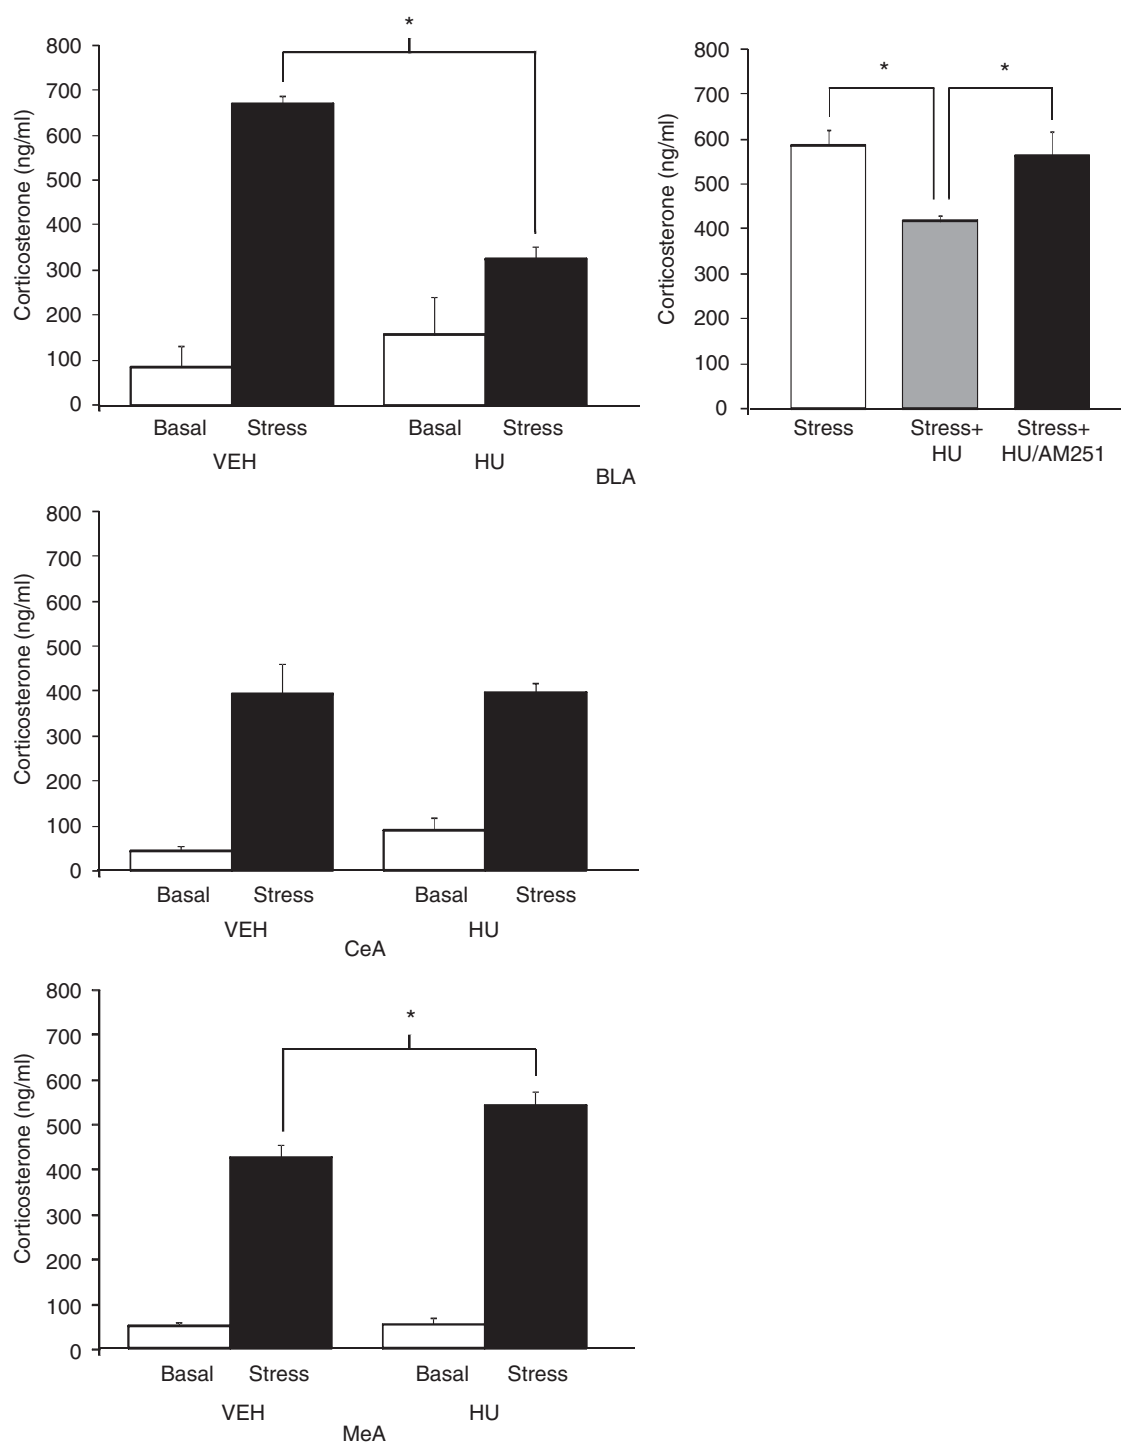 *
800
700
600
500
400
300
200
100
0
Corticosterone (ng/ml)
Basal Stress Basal Stress
VEH HU
BLA
* *
800
700
600
500
400
300
200
100
0
Corticosterone (ng/ml)
Stress Stress+ Stress+
HU HU/AM251
800
700
600
500
400
300
200
100
0
Corticosterone (ng/ml)
Basal Stress Basal Stress
VEH HU
CeA
*
800
700
600
500
400
300
200
100
0
Corticosterone (ng/ml)
Basal Stress Basal Stress
VEH HU
MeA